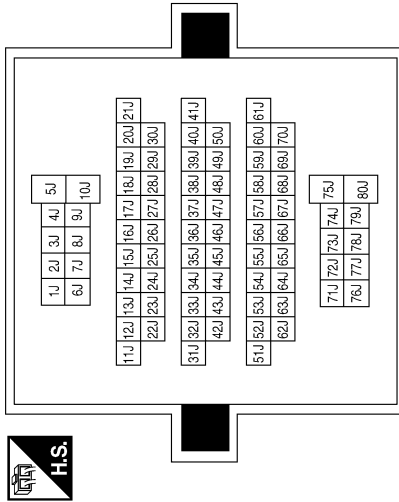 H.S.
1J 2J 3J 4J 5J
6J 7J 8J 9J 10J
11J 12J 13J 14J 15J 16J 17J 18J 19J 20J 21J
22J 23J 24J 25J 26J 27J 28J 29J 30J
31J 32J 33J 34J 35J 36J 37J 38J 39J 40J 41J
42J 43J 44J 45J 46J 47J 48J 49J 50J
51J 52J 53J 54J 55J 56J 57J 58J 59J 60J 61J
62J 63J 64J 65J 66J 67J 68J 69J 70J
71J 72J 73J 74J 75J
76J 77J 78J 79J 80J